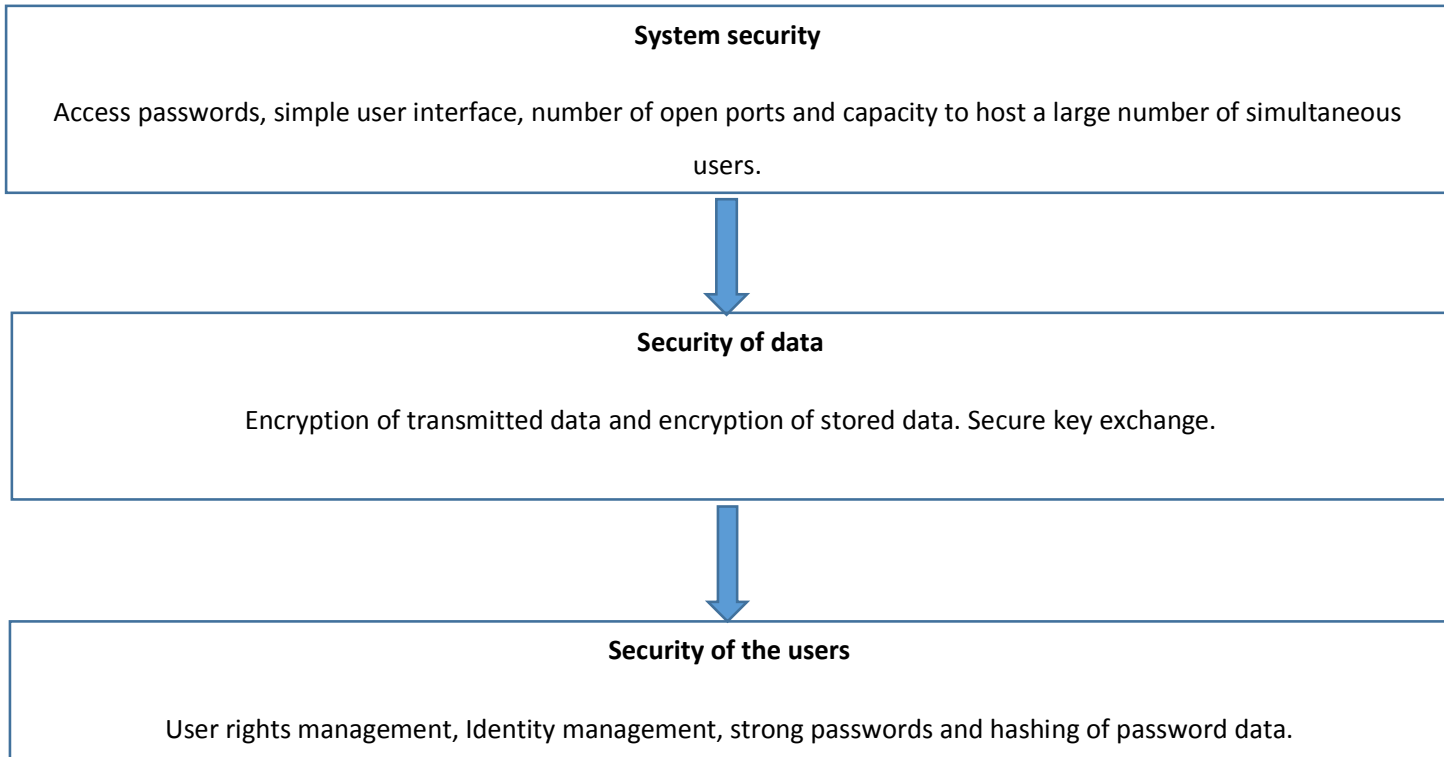 System security
Access passwords, simple user interface, number of open ports and capacity to host a large number of simultaneous
users.
Security of data
Encryption of transmitted data and encryption of stored data. Secure key exchange.
Security of the users
User rights management, Identity management, strong passwords and hashing of password data.